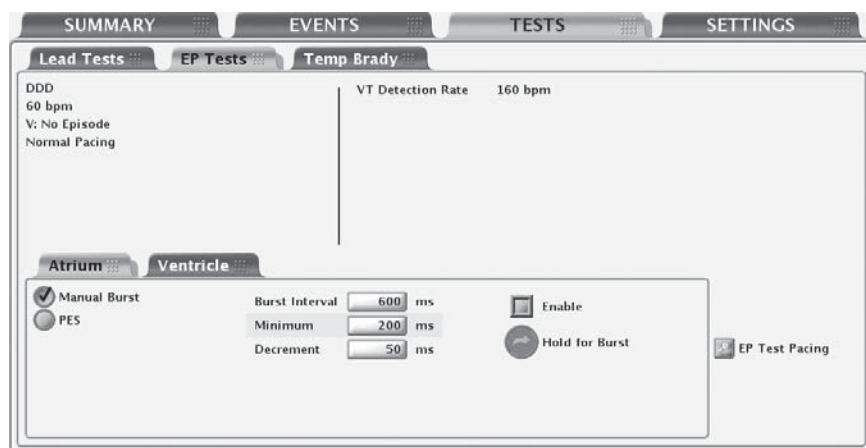 SUMMARY EVENTS TESTS SETTINGS
Lead Tests EP Tests Temp Brady
DDD
60 bpm
V: No Episode
Normal Pacing
VT Detection Rate 160 bpm
Atrium Ventricle
Manual Burst
PES
Burst Interval 600 ms
Minimum 200 ms
Decrement 50 ms
Enable
Hold for Burst
EP Test Pacing